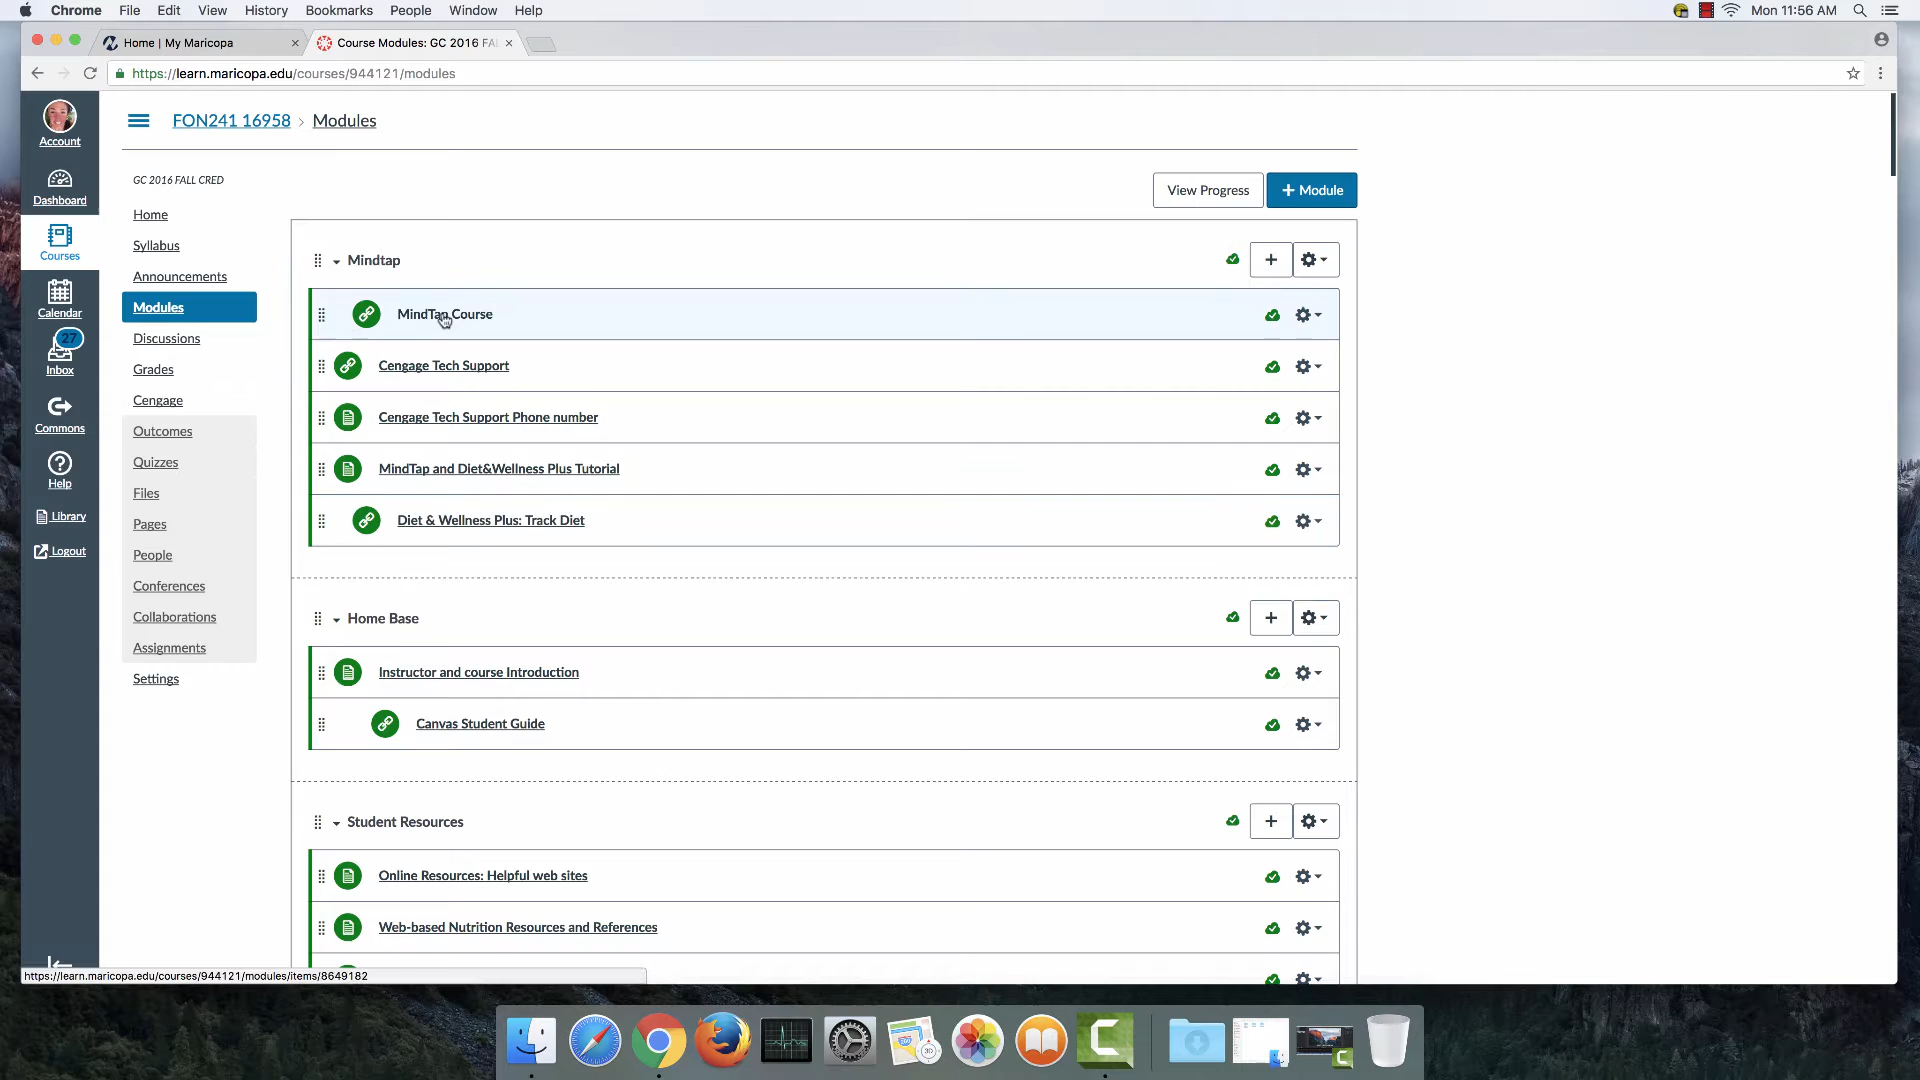 Chrome File Edit View History Bookmarks People Window Help Mon 11:56 AM
Home | My Maricopa
Course Modules: GC 2016 FA
https://learn.maricopa.edu/courses/944121/modules
Account
Dashboard
Courses
Calendar
27
Inbox
Commons
Help
Library
Logout
FON241 16958 > Modules
GC 2016 FALL CRED
Home
Syllabus
Announcements
Modules
Discussions
Grades
Cengage
Outcomes
Quizzes
Files
Pages
People
Conferences
Collaborations
Assignments
Settings
View Progress
+ Module
Mindtap
MindTap Course
Cengage Tech Support
Cengage Tech Support Phone number
MindTap and Diet&Wellness Plus Tutorial
Diet & Wellness Plus: Track Diet
Home Base
Instructor and course Introduction
Canvas Student Guide
Student Resources
Online Resources: Helpful web sites
Web-based Nutrition Resources and References
https://learn.maricopa.edu/courses/944121/modules/items/8649182